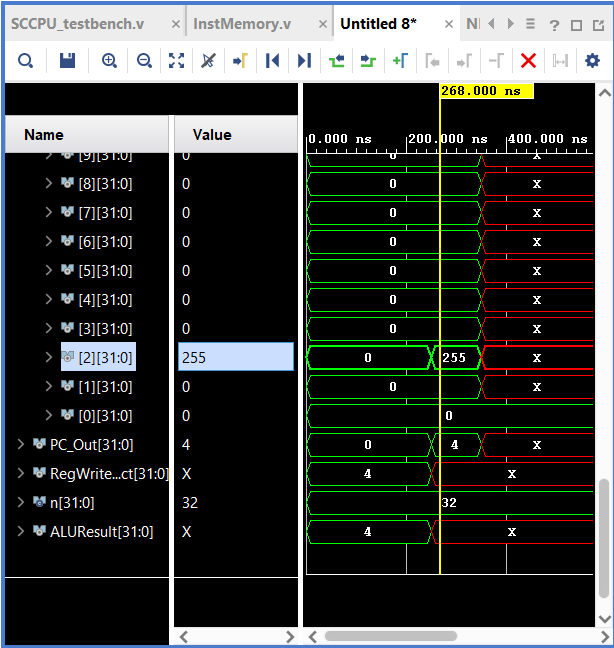 SCCPU_testbench.v × InstMemory.v × Untitled 8* ×
268.000 ns
Name Value 0.000 ns 200.000 ns 400.000 ns
[9][31:0] 0 0 X
[8][31:0] 0 0 X
[7][31:0] 0 0 X
[6][31:0] 0 0 X
[5][31:0] 0 0 X
[4][31:0] 0 0 X
[3][31:0] 0 0 X
[2][31:0] 255 0 255 X
[1][31:0] 0 0 X
[0][31:0] 0 0
PC_Out[31:0] 4 0 4 X
RegWrite...ct[31:0] X 4 X
n[31:0] 32 32
ALUResult[31:0] X 4 X